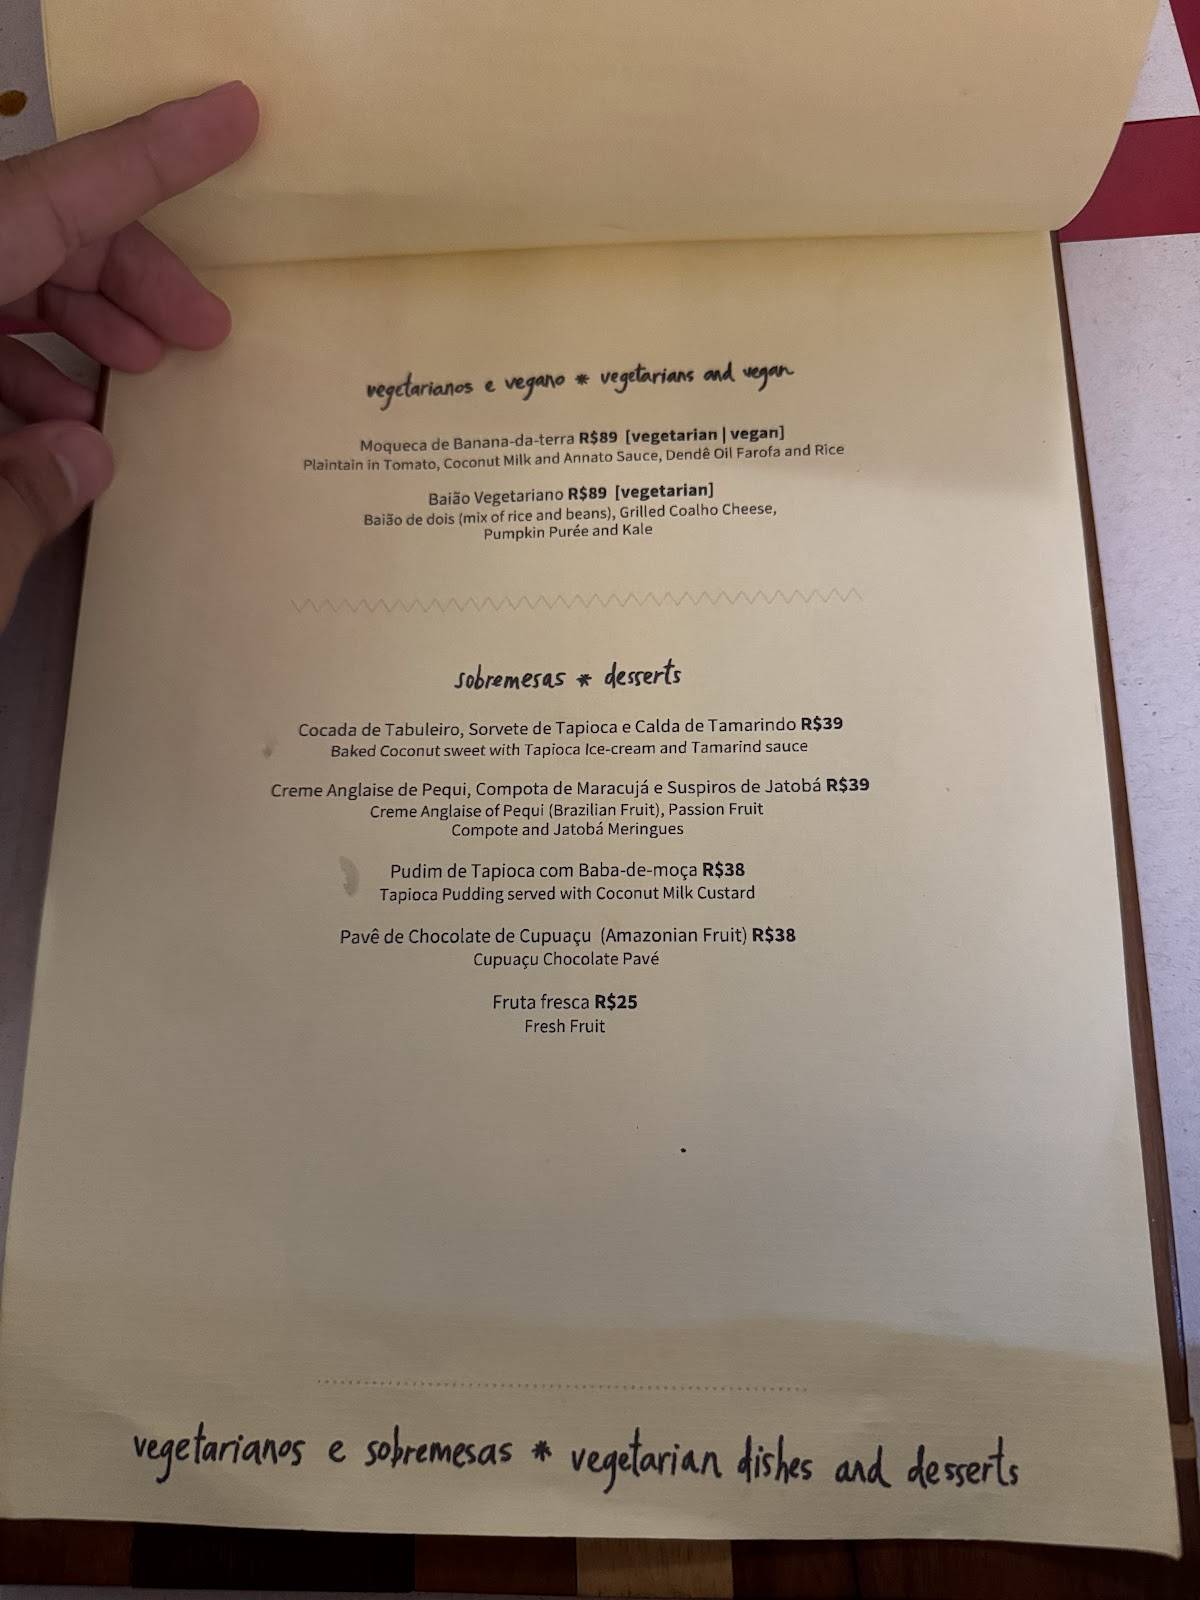 vegetarianos e vegano * vegetarians and vegan
Moqueca de Banana-da-terra R$89 [vegetarian | vegan]
Plaintain in Tomato, Coconut Milk and Annato Sauce, Dendê Oil Farofa and Rice
Baião Vegetariano R$89 [vegetarian]
Baião de dois (mix of rice and beans), Grilled Coalho Cheese,
Pumpkin Purée and Kale
sobremesas * desserts
Cocada de Tabuleiro, Sorvete de Tapioca e Calda de Tamarindo R$39
Baked Coconut sweet with Tapioca Ice-cream and Tamarind sauce
Creme Anglaise de Pequi, Compota de Maracujá e Suspiros de Jatobá R$39
Creme Anglaise of Pequi (Brazilian Fruit), Passion Fruit
Compote and Jatobá Meringues
Pudim de Tapioca com Baba-de-moça R$38
Tapioca Pudding served with Coconut Milk Custard
Pavê de Chocolate de Cupuaçu (Amazonian Fruit) R$38
Cupuaçu Chocolate Pavé
Fruta fresca R$25
Fresh Fruit
vegetarianos e sobremesas * vegetarian dishes and desserts